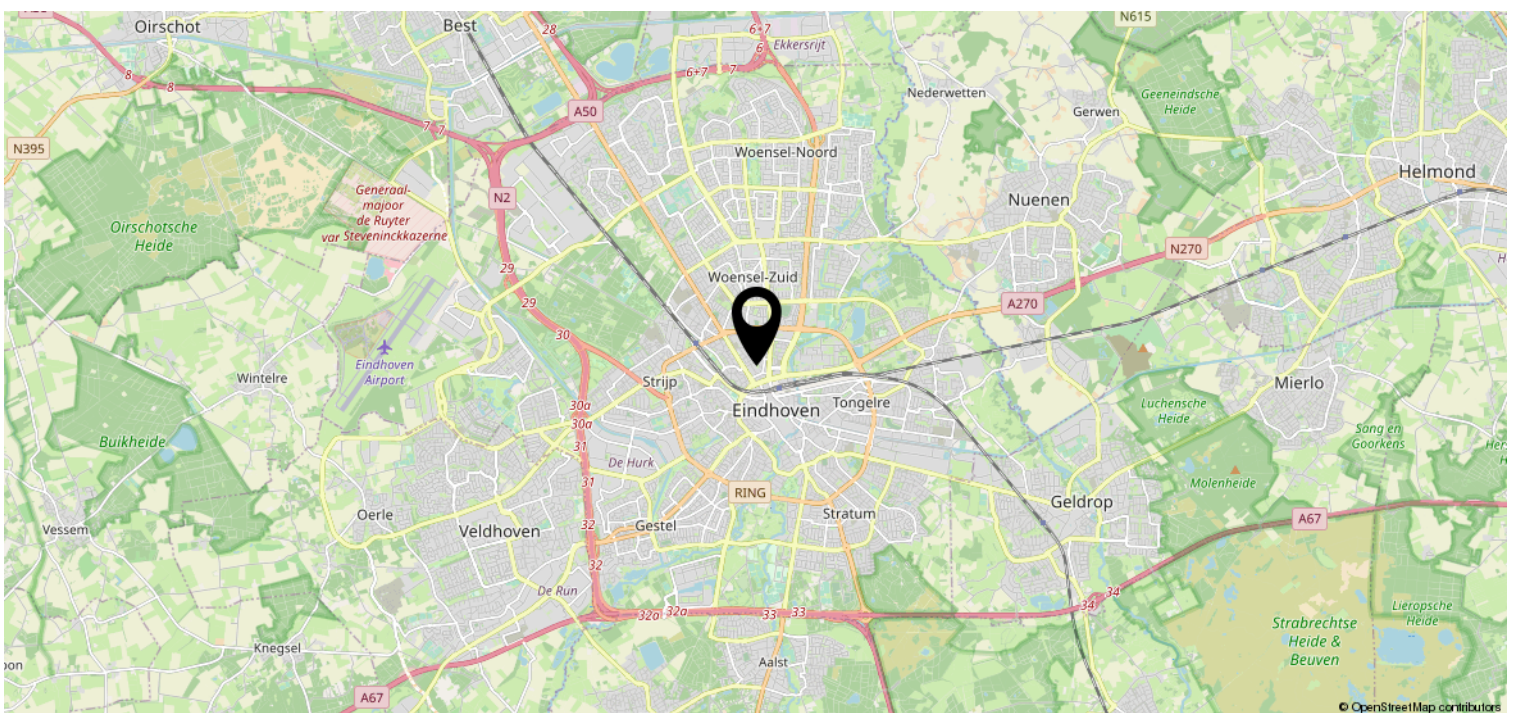 Oirschot
Best
28
6+7
6
Ekkersrijt
N615
8
8
6+7
7
Nederwetten
Geeneindsche
Heide
A50
Gerwen
7
7
N395
Woensel-Noord
Helmond
Generaal-
majoor
de Ruyter
van Steveninckkazerne
N2
Nuenen
Oirschotsche
Heide
N270
29
Woensel-Zuid
29
A270
30
Eindhoven
Airport
Wintelre
Strijp
Mierlo
30a
Eindhoven
Tongelre
Luchensche
Heide
30a
Buikheide
31
Sang en
Goorkens
De Hurk
31
Molenheide
RING
Geldrop
Oerle
Stratum
A67
Vessem
Veldhoven
32
Gestel
32
De Run
34
34
32a
32a
33
33
Lieropsche
Heide
Strabrechtse
Heide &
Beuven
Knegsel
Aalst
A67
© OpenStreetMap contributors